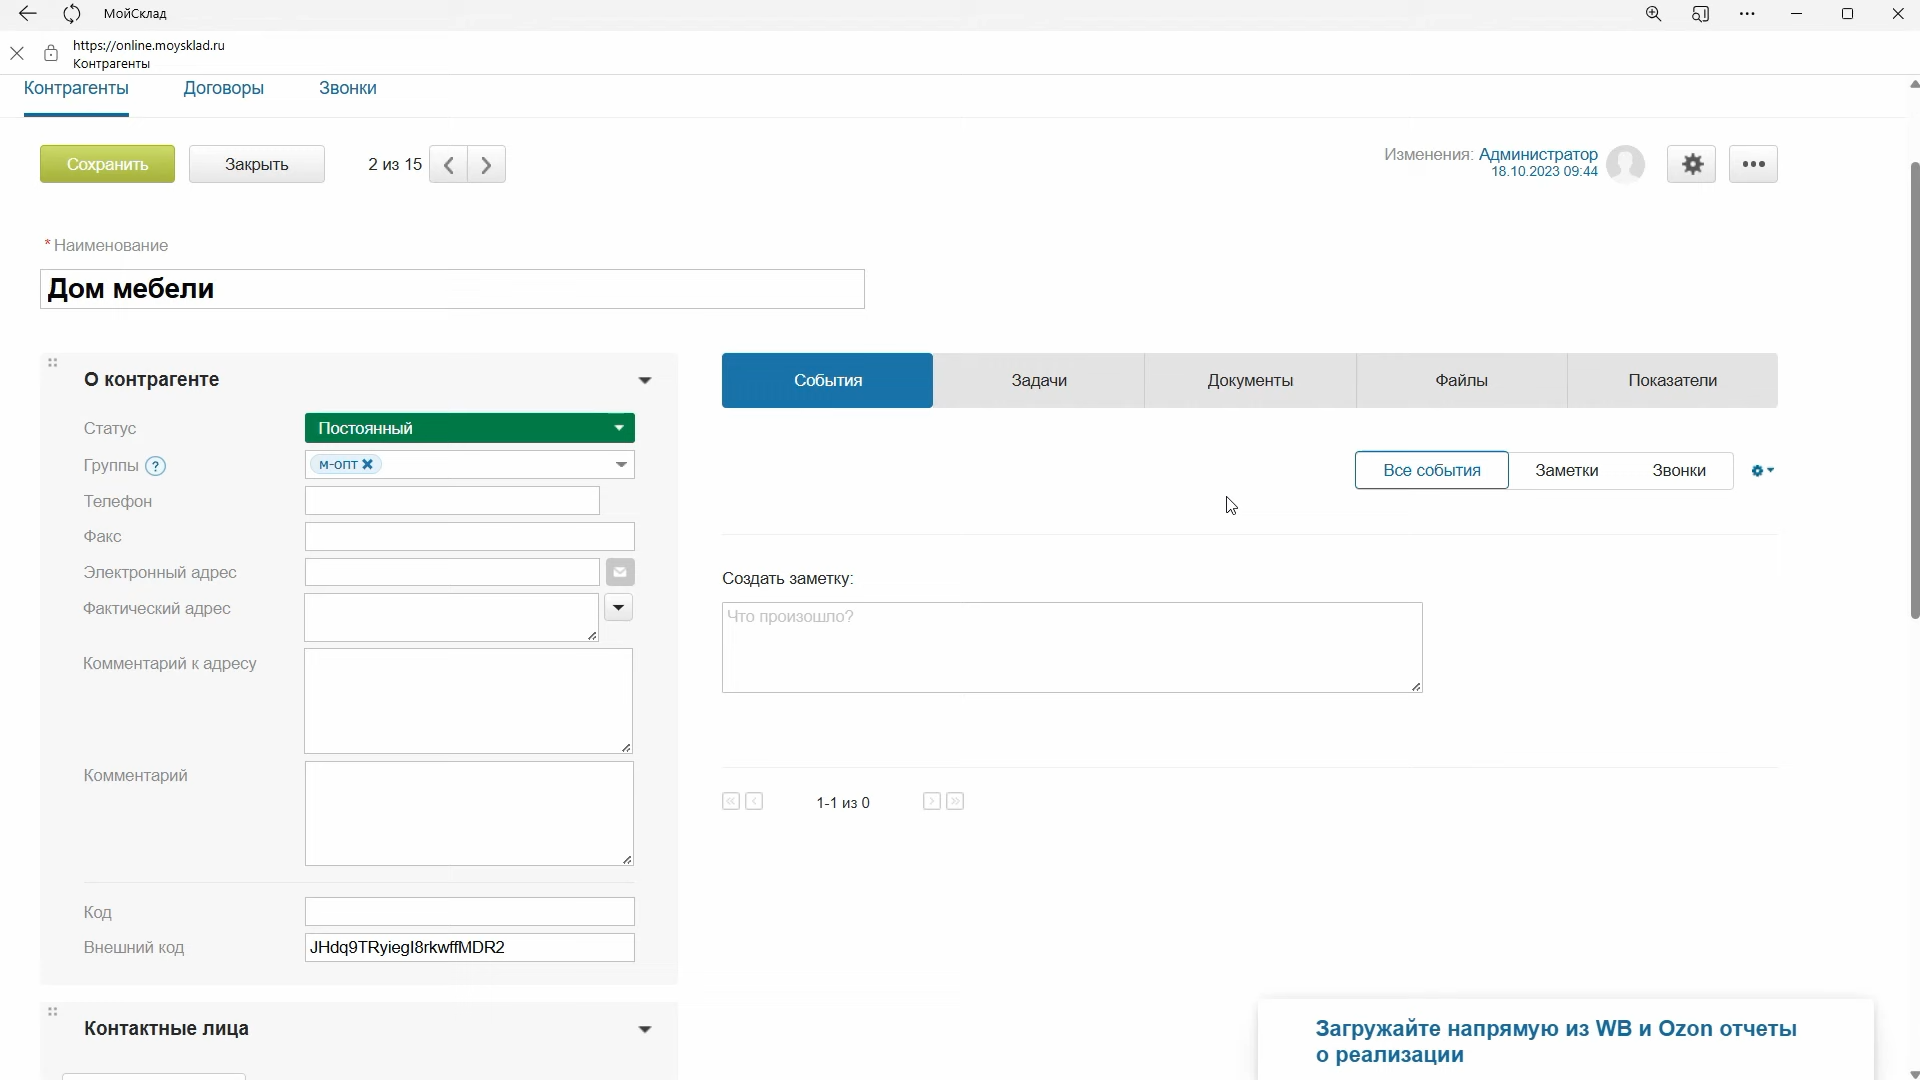 МойСклад
https://online.moysklad.ru
Контрагенты
Контрагенты Договоры Звонки
Сохранить Закрыть 2 из 15
Изменения: Администратор
18.10.2023 09:44
* Наименование
Дом мебели
О контрагенте
Статус Постоянный
Группы ? м-опт
Телефон
Факс
Электронный адрес
Фактический адрес
Комментарий к адресу
Комментарий
Код
Внешний код JHdq9TRyiegI8rkwffMDR2
Контактные лица
События Задачи Документы Файлы Показатели
Все события Заметки Звонки
Создать заметку:
Что произошло?
1-1 из 0
Загружайте напрямую из WB и Ozon отчеты
о реализации